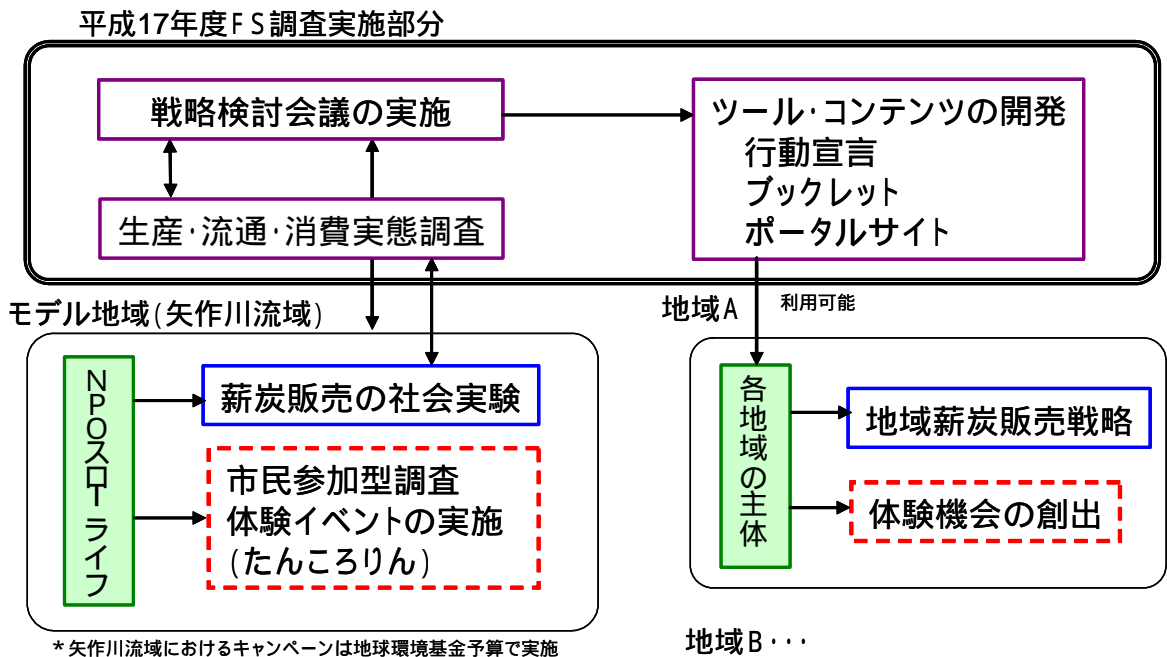 平成17年度FS調査実施部分
戦略検討会議の実施
生産・流通・消費実態調査
ツール・コンテンツの開発
行動宣言
ブックレット
ポータルサイト
モデル地域(矢作川流域)
NPOスローライフ
薪炭販売の社会実験
市民参加型調査
体験イベントの実施
(たんころりん)
*矢作川流域におけるキャンペーンは地球環境基金予算で実施
地域A
利用可能
各地域の主体
地域薪炭販売戦略
体験機会の創出
地域B・・・